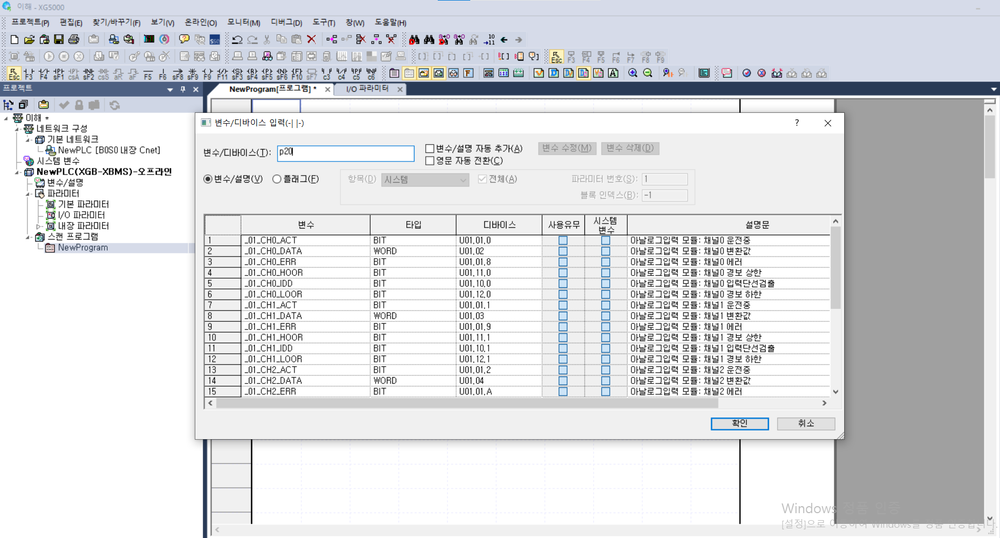 이해 - XG5000
프로젝트(P) 편집(E) 찾기/바꾸기(F) 보기(V) 온라인(O) 모니터(M) 디버그(D) 도구(T) 창(W) 도움말(H)
Esc F3 F4 F5 F6 F7 F8 F9
Esc F3 F4 sF1 csA sF2 csS aR aF F5 F6 sF8 sF9 F9 F11 sF3 sF4 sF5 sF6 F10 sF7 c3 c4 c5 c6
프로젝트
NewProgram[프로그램] *
I/O 파라미터
이해 *
네트워크 구성
기본 네트워크
NewPLC [B0S0 내장 Cnet]
시스템 변수
NewPLC(XGB-XBMS)-오프라인
변수/설명
파라미터
기본 파라미터
I/O 파라미터
내장 파라미터
스캔 프로그램
NewProgram
변수/디바이스 입력(-| |-)
변수/디바이스(T): p20
변수/설명 자동 추가(A)
영문 자동 전환(C)
변수 수정(M) 변수 삭제(D)
변수/설명(V) 플래그(F)
항목(D) 시스템 전체(A) 파라미터 번호(S): 1
블록 인덱스(B): -1
변수 타입 디바이스 사용유무 시스템 변수 설명문
1 _01_CH0_ACT BIT U01.01.0 아날로그입력 모듈: 채널0 운전중
2 _01_CH0_DATA WORD U01.02 아날로그입력 모듈: 채널0 변환값
3 _01_CH0_ERR BIT U01.01.8 아날로그입력 모듈: 채널0 에러
4 _01_CH0_HOOR BIT U01.11.0 아날로그입력 모듈: 채널0 경보 상한
5 _01_CH0_IDD BIT U01.10.0 아날로그입력 모듈: 채널0 입력단선검출
6 _01_CH0_LOOR BIT U01.12.0 아날로그입력 모듈: 채널0 경보 하한
7 _01_CH1_ACT BIT U01.01.1 아날로그입력 모듈: 채널1 운전중
8 _01_CH1_DATA WORD U01.03 아날로그입력 모듈: 채널1 변환값
9 _01_CH1_ERR BIT U01.01.9 아날로그입력 모듈: 채널1 에러
10 _01_CH1_HOOR BIT U01.11.1 아날로그입력 모듈: 채널1 경보 상한
11 _01_CH1_IDD BIT U01.10.1 아날로그입력 모듈: 채널1 입력단선검출
12 _01_CH1_LOOR BIT U01.12.1 아날로그입력 모듈: 채널1 경보 하한
13 _01_CH2_ACT BIT U01.01.2 아날로그입력 모듈: 채널2 운전중
14 _01_CH2_DATA WORD U01.04 아날로그입력 모듈: 채널2 변환값
15 _01_CH2_ERR BIT U01.01.A 아날로그입력 모듈: 채널2 에러
확인 취소
Windows 정품 인증
[설정]으로 이동하여 Windows를 정품 인증합니다.